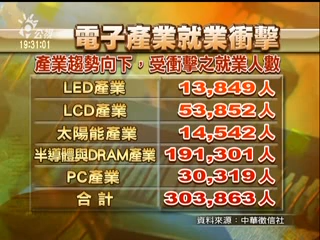 公視
19:31:01
電子產業就業衝擊
產業趨勢向下，受衝擊之就業人數
LED產業 13,849人
LCD產業 53,852人
太陽能產業 14,542人
半導體與DRAM產業 191,301人
PC產業 30,319人
合計 303,863人
資料來源：中華徵信社